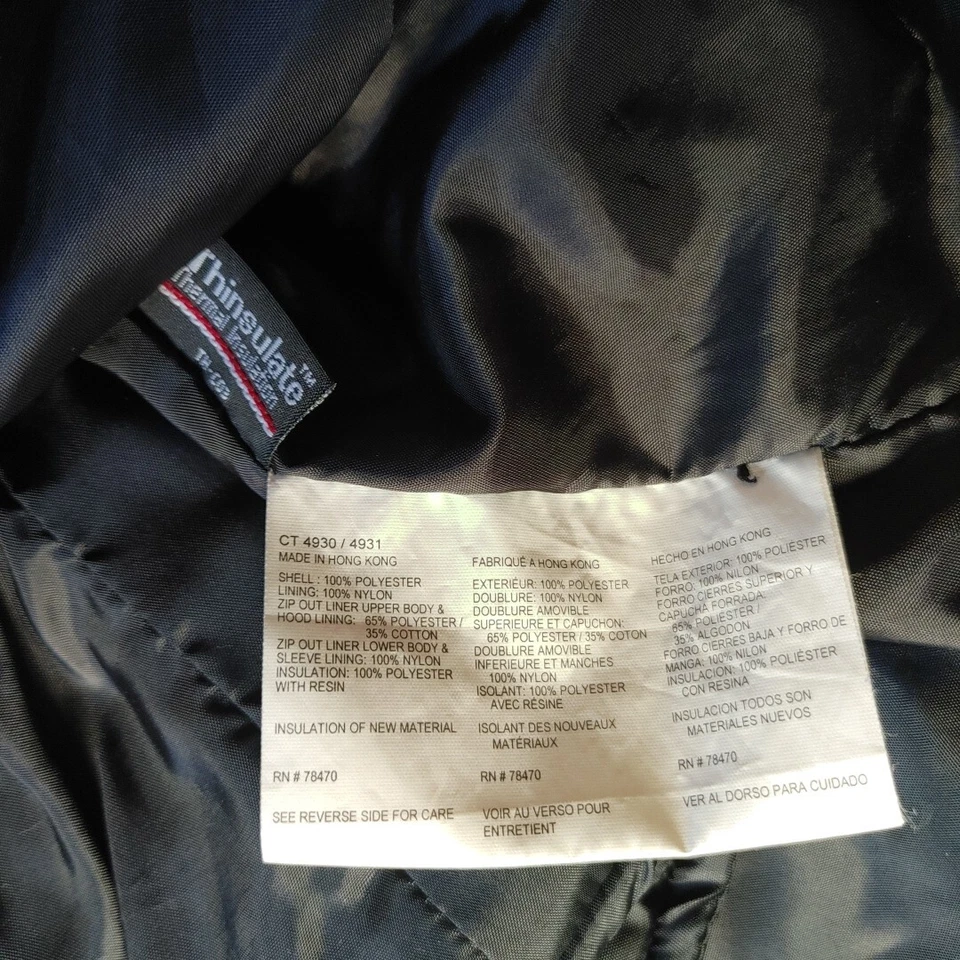 Thinsulate™
Thermal Insulation
CT 4930 / 4931
MADE IN HONG KONG
SHELL : 100% POLYESTER
LINING: 100% NYLON
ZIP OUT LINER UPPER BODY &
HOOD LINING: 65% POLYESTER /
35% COTTON
ZIP OUT LINER LOWER BODY &
SLEEVE LINING: 100% NYLON
INSULATION: 100% POLYESTER
WITH RESIN
INSULATION OF NEW MATERIAL
RN # 78470
SEE REVERSE SIDE FOR CARE
FABRIQUÉ A HONG KONG
EXTERIÉUR: 100% POLYESTER
DOUBLURE: 100% NYLON
DOUBLURE AMOVIBLE
SUPERIEURE ET CAPUCHON:
65% POLYESTER / 35% COTON
DOUBLURE AMOVIBLE
INFERIEURE ET MANCHES
100% NYLON
ISOLANT: 100% POLYESTER
AVEC RÉSINE
ISOLANT DES NOUVEAUX
MATÉRIAUX
RN # 78470
VOIR AU VERSO POUR
ENTRETIENT
HECHO EN HONG KONG
TELA EXTERIOR: 100% POLIÉSTER
FORRO: 100% NILON
FORRO CIERRES SUPERIOR Y
CAPUCHA FORRADA:
65% POLIESTER /
35% ALGODON
FORRO CIERRES BAJA Y FORRO DE
MANGA: 100% NILON
INSULACION: 100% POLIÉSTER
CON RESINA
INSULACION TODOS SON
MATERIALES NUEVOS
RN # 78470
VER AL DORSO PARA CUIDADO